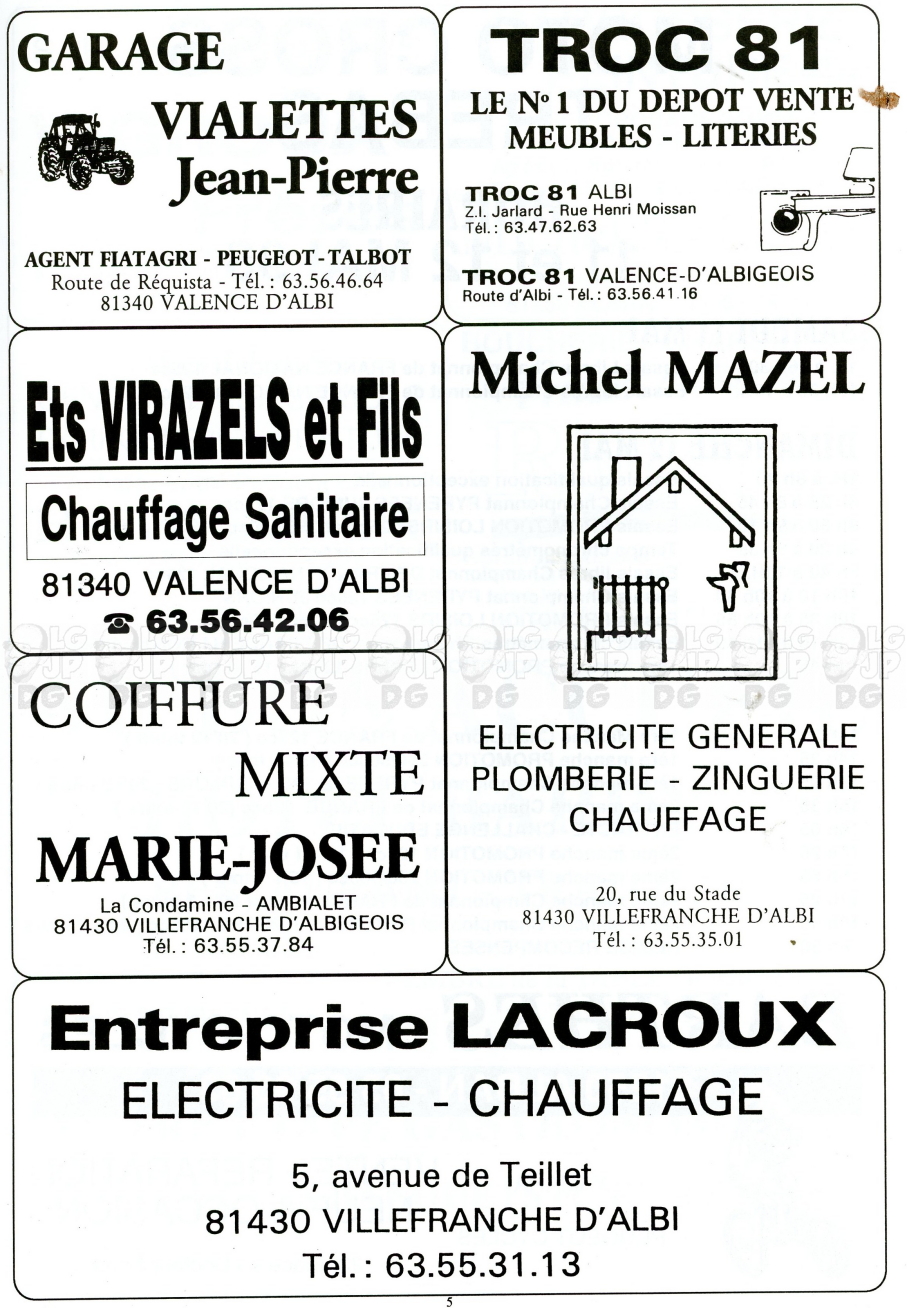 GARAGE
VIALETTES
Jean-Pierre
AGENT FIATAGRI - PEUGEOT - TALBOT
Route de Réquista - Tél. : 63.56.46.64
81340 VALENCE D'ALBI
TROC 81
LE Nº 1 DU DEPOT VENTE
MEUBLES - LITERIES
TROC 81 ALBI
Z.I. Jarlard - Rue Henri Moissan
Tél. : 63.47.62.63
TROC 81 VALENCE-D'ALBIGEOIS
Route d'Albi - Tél. : 63.56.41.16
Ets VIRAZELS et Fils
Chauffage Sanitaire
81340 VALENCE D'ALBI
☎ 63.56.42.06
Michel MAZEL
ELECTRICITE GENERALE
PLOMBERIE - ZINGUERIE
CHAUFFAGE
20, rue du Stade
81430 VILLEFRANCHE D'ALBI
Tél. : 63.55.35.01
COIFFURE
MIXTE
MARIE-JOSEE
La Condamine - AMBIALET
81430 VILLEFRANCHE D'ALBIGEOIS
Tél. : 63.55.37.84
Entreprise LACROUX
ELECTRICITE - CHAUFFAGE
5, avenue de Teillet
81430 VILLEFRANCHE D'ALBI
Tél. : 63.55.31.13
5